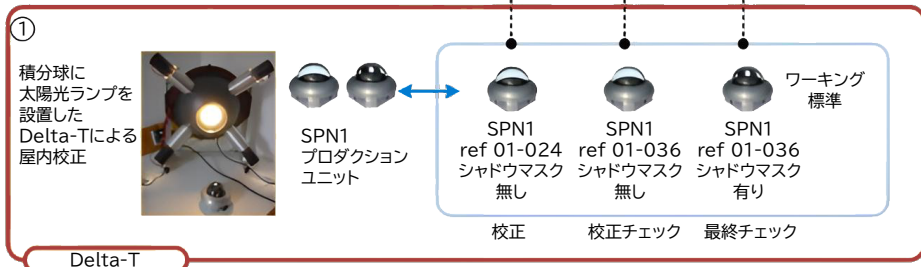 ①
積分球に
太陽光ランプを
設置した
Delta-Tによる
屋内校正
SPN1
プロダクション
ユニット
SPN1
ref 01-024
シャドウマスク
無し
SPN1
ref 01-036
シャドウマスク
無し
SPN1
ref 01-036
シャドウマスク
有り
ワーキング
標準
校正
校正チェック
最終チェック
Delta-T